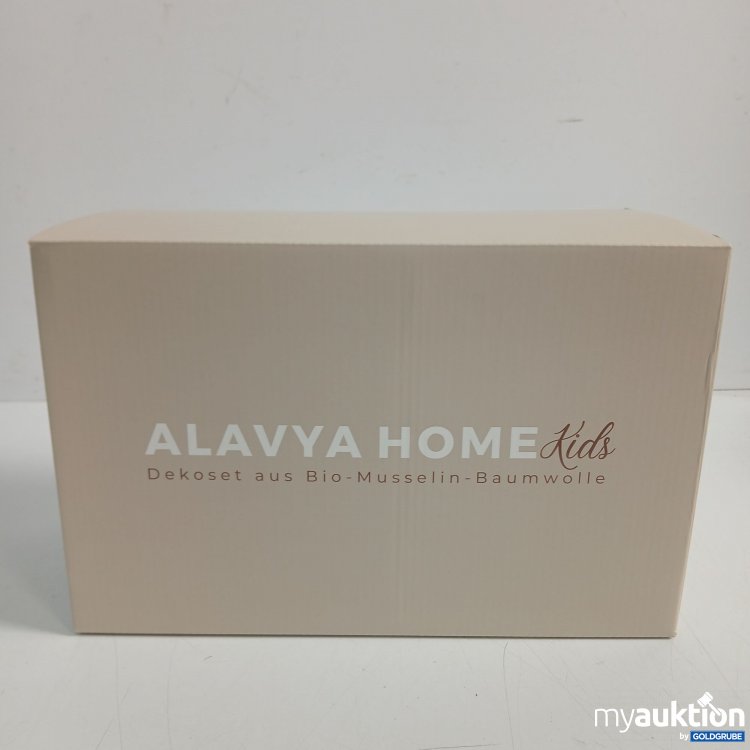 ALAVYA HOME Kids
Dekoset aus Bio-Musselin-Baumwolle
myauktion
by GOLDGRUBE